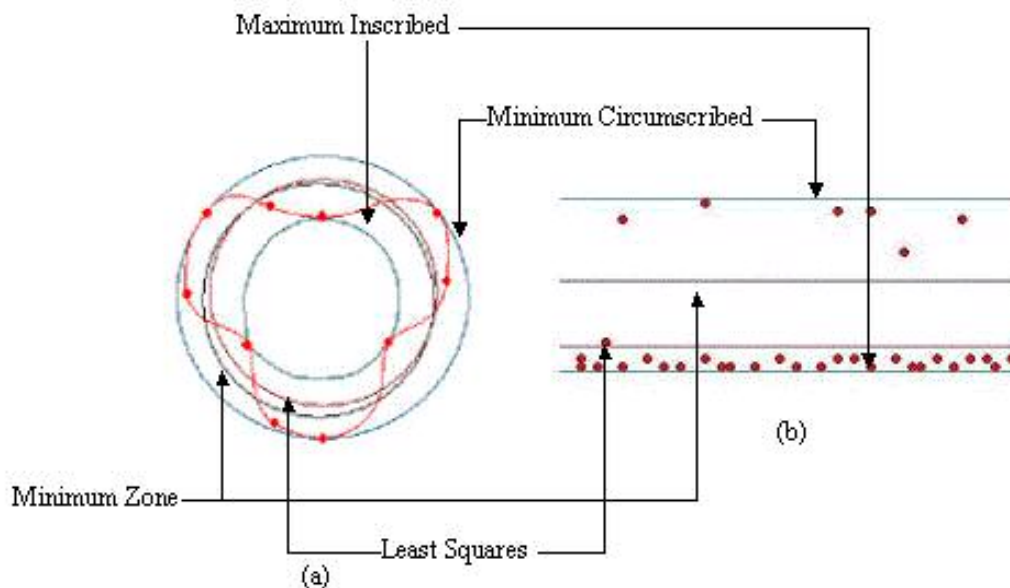 Maximum Inscribed
Minimum Circumscribed
(b)
Minimum Zone
Least Squares
(a)